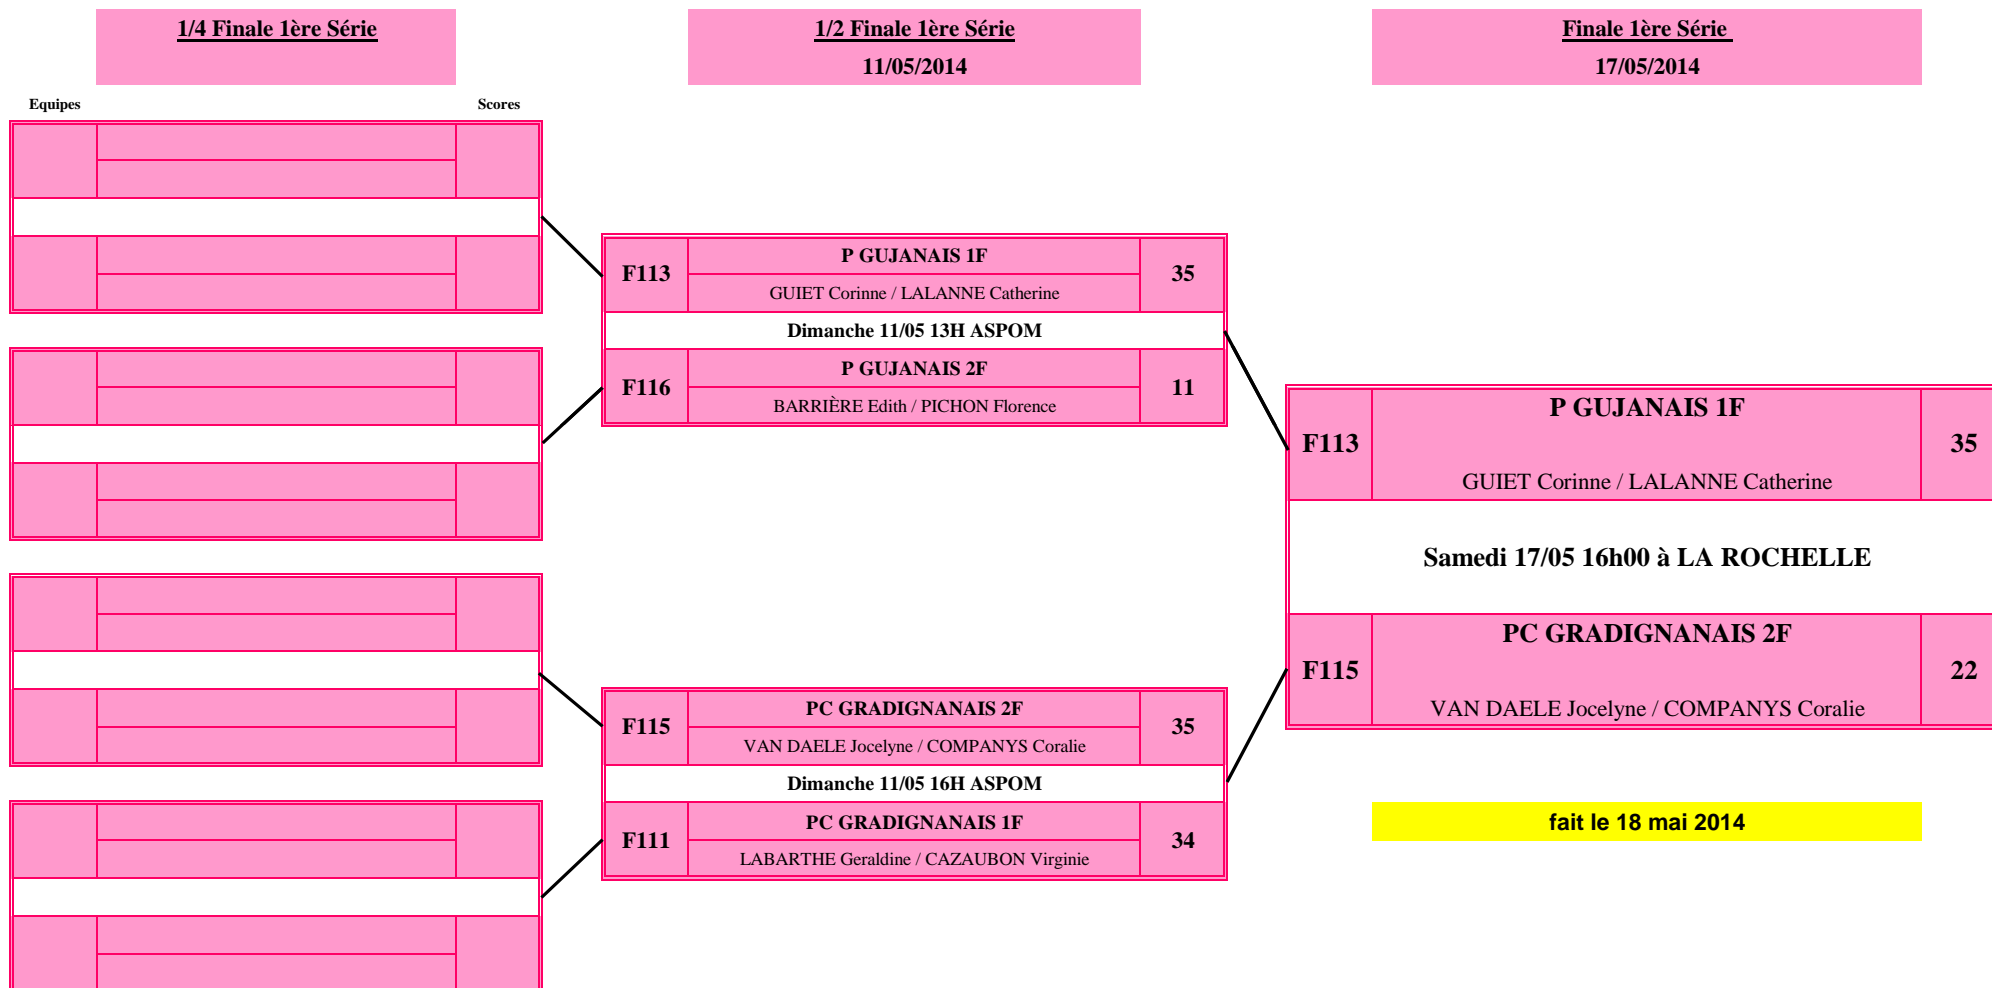 1/4 Finale 1ère Série
1/2 Finale 1ère Série
11/05/2014
Finale 1ère Série
17/05/2014
Equipes
Scores
F113
P GUJANAIS 1F
GUIET Corinne / LALANNE Catherine
35
Dimanche 11/05 13H ASPOM
F116
P GUJANAIS 2F
BARRIÈRE Edith / PICHON Florence
11
F115
PC GRADIGNANAIS 2F
VAN DAELE Jocelyne / COMPANYS Coralie
35
Dimanche 11/05 16H ASPOM
F111
PC GRADIGNANAIS 1F
LABARTHE Geraldine / CAZAUBON Virginie
34
F113
P GUJANAIS 1F
GUIET Corinne / LALANNE Catherine
35
Samedi 17/05 16h00 à LA ROCHELLE
F115
PC GRADIGNANAIS 2F
VAN DAELE Jocelyne / COMPANYS Coralie
22
fait le 18 mai 2014